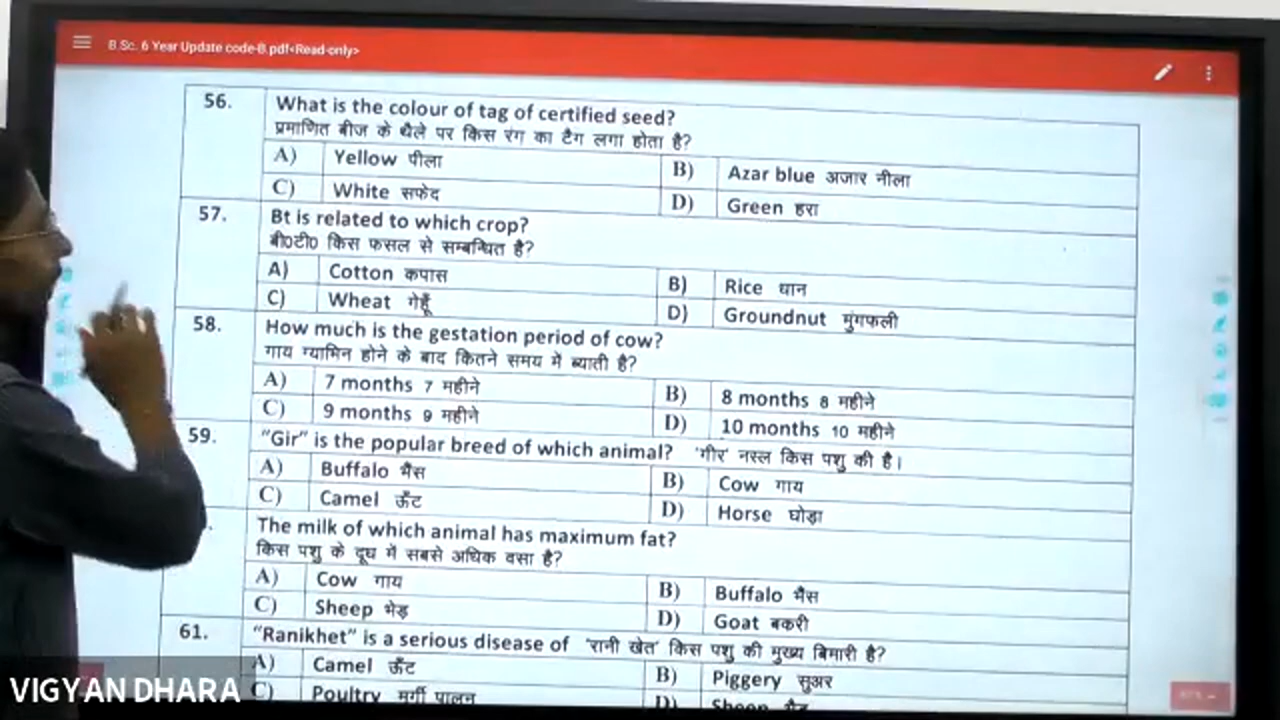 B.Sc. 6 Year Update code-B.pdf<Read-only>
56. What is the colour of tag of certified seed?
प्रमाणित बीज के थैले पर किस रंग का टैग लगा होता है?
A) Yellow पीला B) Azar blue अजार नीला
C) White सफेद D) Green हरा
57. Bt is related to which crop?
बी0टी0 किस फसल से सम्बन्धित है?
A) Cotton कपास B) Rice धान
C) Wheat गेहूँ D) Groundnut मुंगफली
58. How much is the gestation period of cow?
गाय ग्याभिन होने के बाद कितने समय में ब्याती है?
A) 7 months 7 महीने B) 8 months 8 महीने
C) 9 months 9 महीने D) 10 months 10 महीने
59. “Gir” is the popular breed of which animal? 'गीर' नस्ल किस पशु की है।
A) Buffalo भैंस B) Cow गाय
C) Camel ऊँट D) Horse घोड़ा
The milk of which animal has maximum fat?
किस पशु के दूध में सबसे अधिक वसा है?
A) Cow गाय B) Buffalo भैंस
C) Sheep भेड़ D) Goat बकरी
61. “Ranikhet” is a serious disease of 'रानी खेत' किस पशु की मुख्य बिमारी है?
A) Camel ऊँट B) Piggery सुअर
C) Poultry मुर्गी पालन D) Sheep
VIGYAN DHARA